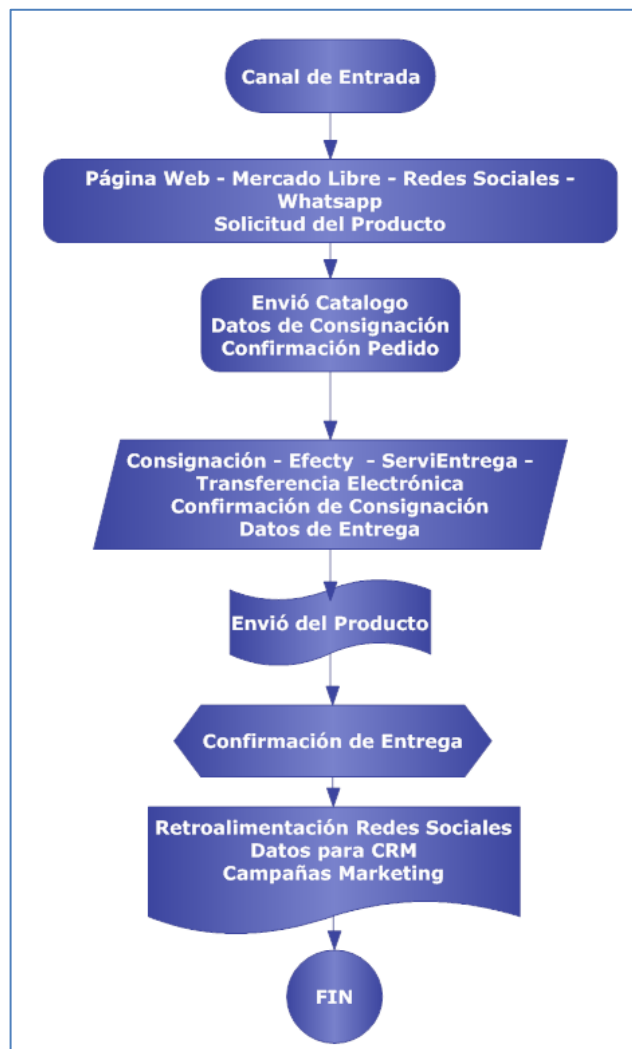 Canal de Entrada
Página Web - Mercado Libre - Redes Sociales -
Whatsapp
Solicitud del Producto
Envió Catalogo
Datos de Consignación
Confirmación Pedido
Consignación - Efecty - ServiEntrega -
Transferencia Electrónica
Confirmación de Consignación
Datos de Entrega
Envió del Producto
Confirmación de Entrega
Retroalimentación Redes Sociales
Datos para CRM
Campañas Marketing
FIN